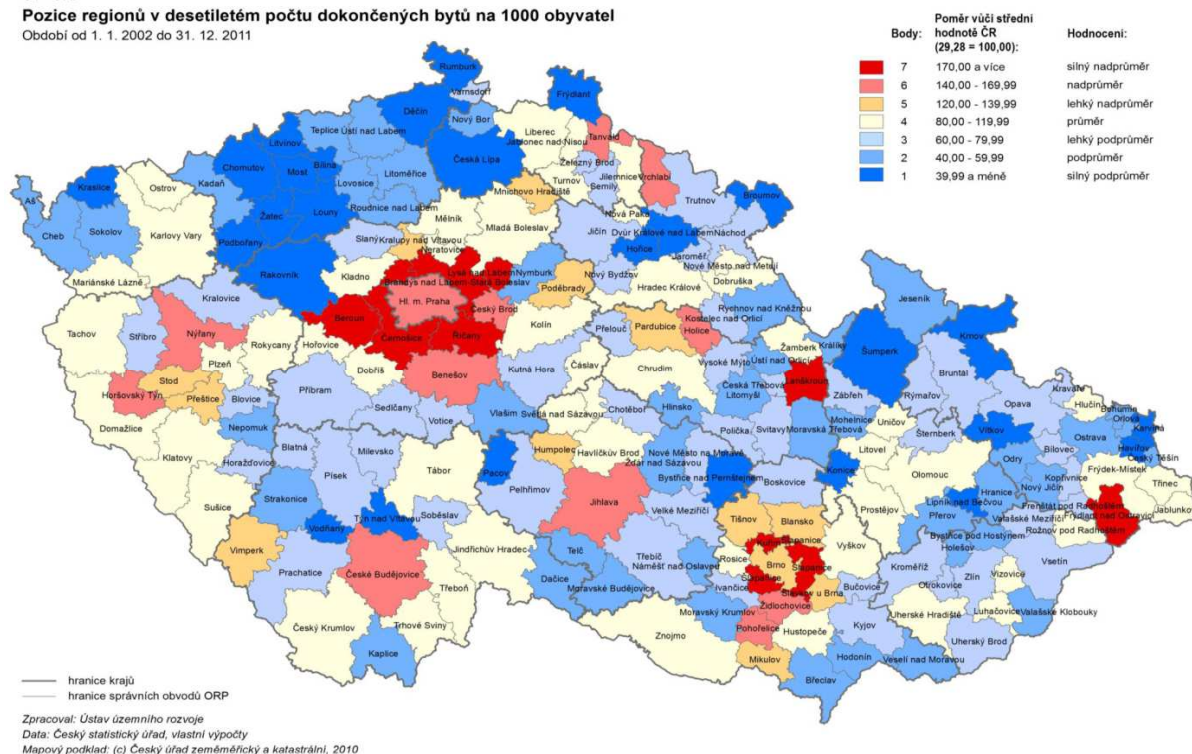 Pozice regionů v desetiletém počtu dokončených bytů na 1000 obyvatel
Období od 1. 1. 2002 do 31. 12. 2011
Body:
Poměr vůči střední
hodnotě ČR
(29,28 = 100,00):
Hodnoceni:
7 170,00 a více silný nadprůměr
6 140,00 - 169,99 nadprůměr
5 120,00 - 139,99 lehký nadprůměr
4 80,00 - 119,99 průměr
3 60,00 - 79,99 lehký podprůměr
2 40,00 - 59,99 podprůměr
1 39,99 a méně silný podprůměr
Rumburk
Varnsdorf
Děčín
Frýdlant
Nový Bor
Teplice
Ústí nad Labem
Liberec
Jablonec nad Nisou
Tanvald
Litvínov
Česká Lípa
Turnov
Železný Brod
Semily
Jilemnice
Vrchlabí
Trutnov
Broumov
Chomutov
Most
Bílina
Lovosice
Litoměřice
Mnichovo Hradiště
Nová Paka
Kraslice
Ostrov
Kadaň
Žatec
Louny
Roudnice nad Labem
Mělník
Mladá Boleslav
Jičín
Dvůr Králové nad Labem
Náchod
Hořice
Jaroměř
Aš
Cheb
Sokolov
Karlovy Vary
Podbořany
Slaný
Kralupy nad Vltavou
Neratovice
Nové Město nad Metují
Dobruška
Mariánské Lázně
Rakovník
Kladno
Lysá nad Labem
Brandýs nad Labem-Stará Boleslav
Nymburk
Poděbrady
Nový Bydžov
Hradec Králové
Kralovice
Hl. m. Praha
Český Brod
Kolín
Rychnov nad Kněžnou
Kostelec nad Orlicí
Jeseník
Tachov
Stříbro
Nýřany
Plzeň
Rokycany
Hořovice
Beroun
Černošice
Říčany
Přelouč
Pardubice
Holice
Žamberk
Králíky
Šumperk
Krnov
Horšovský Týn
Stod
Přeštice
Blovice
Dobříš
Benešov
Kutná Hora
Čáslav
Chrudim
Vysoké Mýto
Ústí nad Orlicí
Lanškroun
Bruntál
Rýmařov
Domažlice
Nepomuk
Příbram
Sedlčany
Votice
Vlašim
Světlá nad Sázavou
Chotěboř
Hlinsko
Česká Třebová
Litomyšl
Zábřeh
Mohelnice
Moravská Třebová
Uničov
Opava
Kravaře
Hlučín
Bohumín
Orlová
Karviná
Havířov
Český Těšín
Klatovy
Horažďovice
Blatná
Písek
Milevsko
Tábor
Pacov
Humpolec
Havlíčkův Brod
Polička
Svitavy
Litovel
Šternberk
Vítkov
Ostrava
Bílovec
Sušice
Strakonice
Pelhřimov
Nové Město na Moravě
Žďár nad Sázavou
Bystřice nad Pernštejnem
Boskovice
Konice
Olomouc
Odry
Nový Jičín
Kopřivnice
Frýdek-Místek
Třinec
Jablunkov
Vimperk
Vodňany
Týn nad Vltavou
Soběslav
Jihlava
Velké Meziříčí
Tišnov
Blansko
Prostějov
Přerov
Lipník nad Bečvou
Hranice
Valašské Meziříčí
Frenštát pod Radhoštěm
Frýdlant nad Ostravicí
Rožnov pod Radhoštěm
Prachatice
České Budějovice
Jindřichův Hradec
Telč
Třebíč
Náměšť nad Oslavou
Rosice
Brno
Šlapanice
Šlapanice
Šlapanice
Vyškov
Kroměříž
Holešov
Bystřice pod Hostýnem
Vsetín
Český Krumlov
Třeboň
Trhové Sviny
Dačice
Moravské Budějovice
Ivančice
Slavkov u Brna
Bučovice
Otrokovice
Zlín
Vizovice
Kaplice
Znojmo
Moravský Krumlov
Židlochovice
Pohořelice
Hustopeče
Kyjov
Uherské Hradiště
Luhačovice
Valašské Klobouky
Mikulov
Břeclav
Hodonín
Veselí nad Moravou
Uherský Brod
hranice krajů
hranice správních obvodů ORP
Zpracoval: Ústav územního rozvoje
Data: Český statistický úřad, vlastní výpočty
Mapový podklad: (c) Český úřad zeměměřický a katastrální, 2010